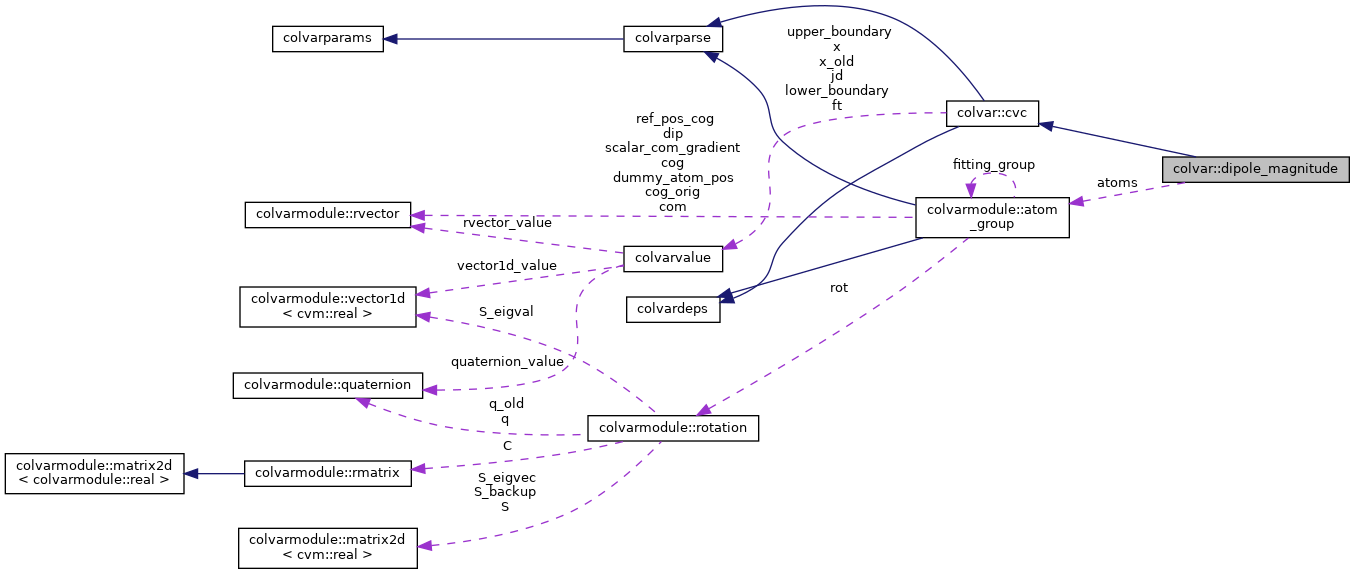 colvarparams
colvarparse
upper_boundary
x
x_old
jd
lower_boundary
ft
colvar::cvc
ref_pos_cog
dip
scalar_com_gradient
cog
dummy_atom_pos
cog_orig
com
fitting_group
colvar::dipole_magnitude
atoms
colvarmodule::atom
_group
colvarmodule::rvector
rvector_value
colvarvalue
vector1d_value
colvarmodule::vector1d
< cvm::real >
colvardeps
rot
S_eigval
quaternion_value
colvarmodule::quaternion
q_old
q
colvarmodule::rotation
C
colvarmodule::matrix2d
< colvarmodule::real >
colvarmodule::rmatrix
S_eigvec
S_backup
S
colvarmodule::matrix2d
< cvm::real >